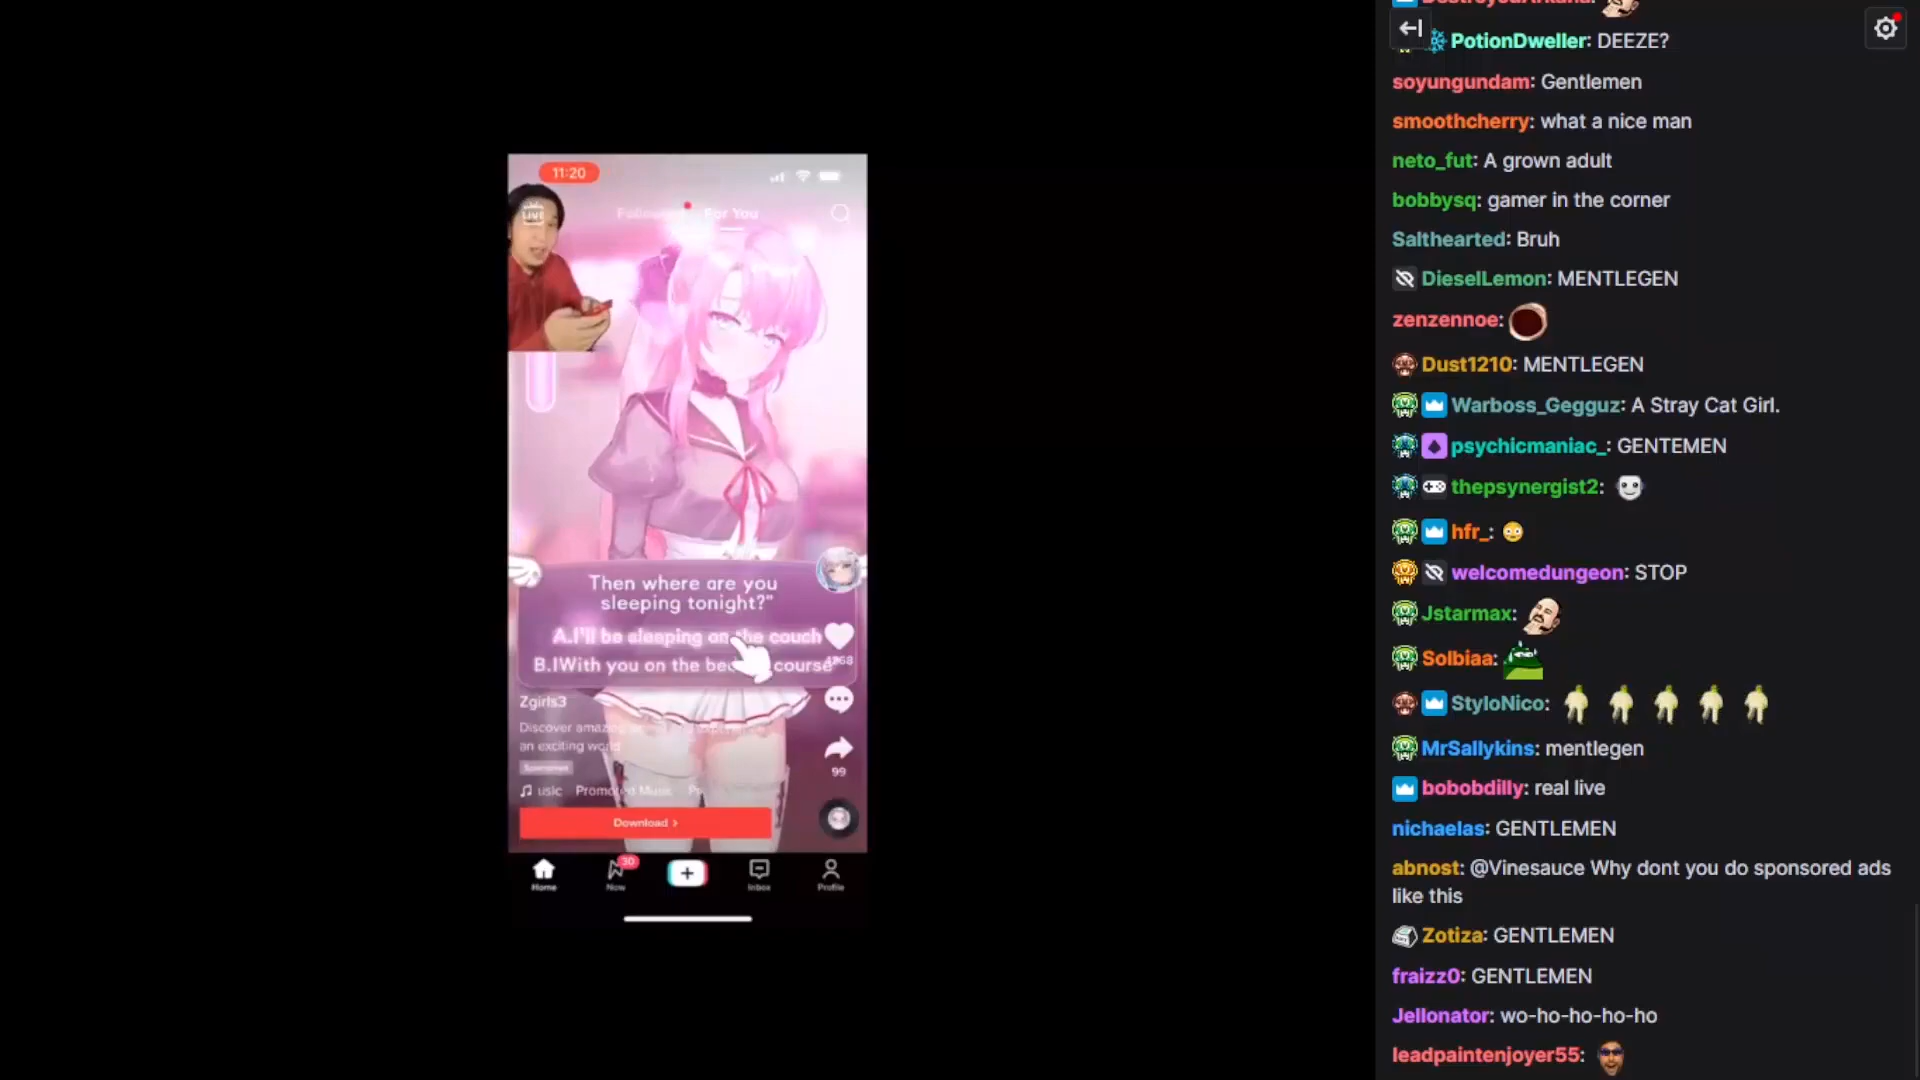 11:20
LIVE
For You
Then where are you
sleeping tonight?"
A.I'll be sleeping on the couch
B.IWith you on the course
Zgirls3
Discover
an exciting world
Sponsored
usic Promoted Music
Download >
99
30
Home
Now
Inbox
Profile
PotionDweller: DEEZE?
soyungundam: Gentlemen
smoothcherry: what a nice man
neto_fut: A grown adult
bobbysq: gamer in the corner
Salthearted: Bruh
DieselLemon: MENTLEGEN
zenzennoe:
Dust1210: MENTLEGEN
Warboss_Gegguz: A Stray Cat Girl.
psychicmaniac_: GENTEMEN
thepsynergist2:
hfr_:
welcomedungeon: STOP
Jstarmax:
Solbiaa:
StyloNico:
MrSallykins: mentlegen
bobobdilly: real live
nichaelas: GENTLEMEN
abnost: @Vinesauce Why dont you do sponsored ads
like this
Zotiza: GENTLEMEN
fraizz0: GENTLEMEN
Jellonator: wo-ho-ho-ho-ho
leadpaintenjoyer55: